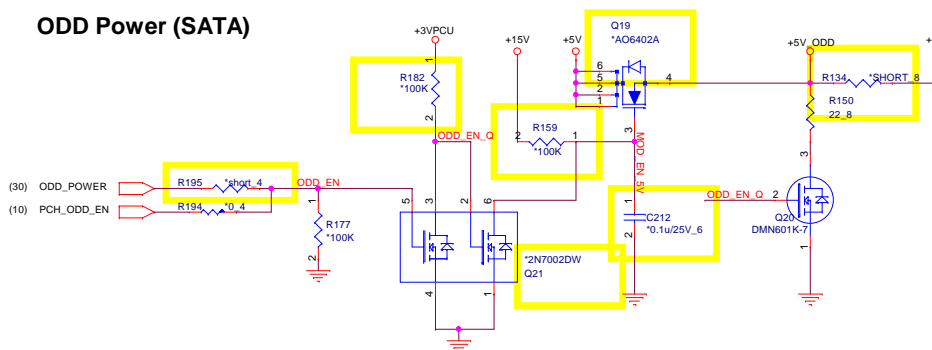 ODD Power (SATA)
+3VPCU
1
R182
*100K
2
ODD_EN_Q
+15V
+5V
Q19
*AO6402A
6
5
2
1
4
3
2
R159
1
*100K
MOD_EN_5V
+5V_ODD
+
R134
*SHORT_8
R150
22_8
3
ODD_EN_Q
2
Q20
DMN601K-7
1
1
C212
*0.1u/25V_6
2
(30)
ODD_POWER
R195
*short_4
ODD_EN
(10)
PCH_ODD_EN
R194
*0_4
1
R177
*100K
2
5
3
2
6
*2N7002DW
Q21
4
1